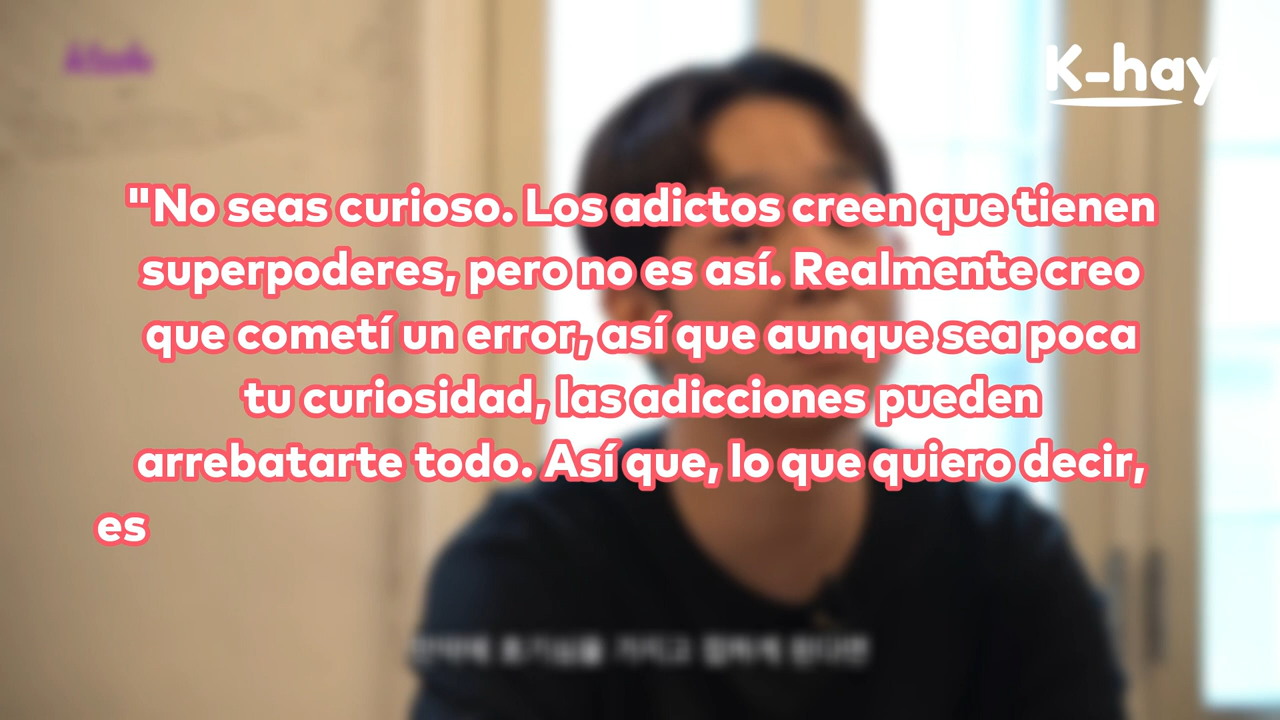 K-hay
"No seas curioso. Los adictos creen que tienen
superpoderes, pero no es así. Realmente creo
que cometí un error, así que aunque sea poca
tu curiosidad, las adicciones pueden
arrebatarte todo. Así que, lo que quiero decir,
es